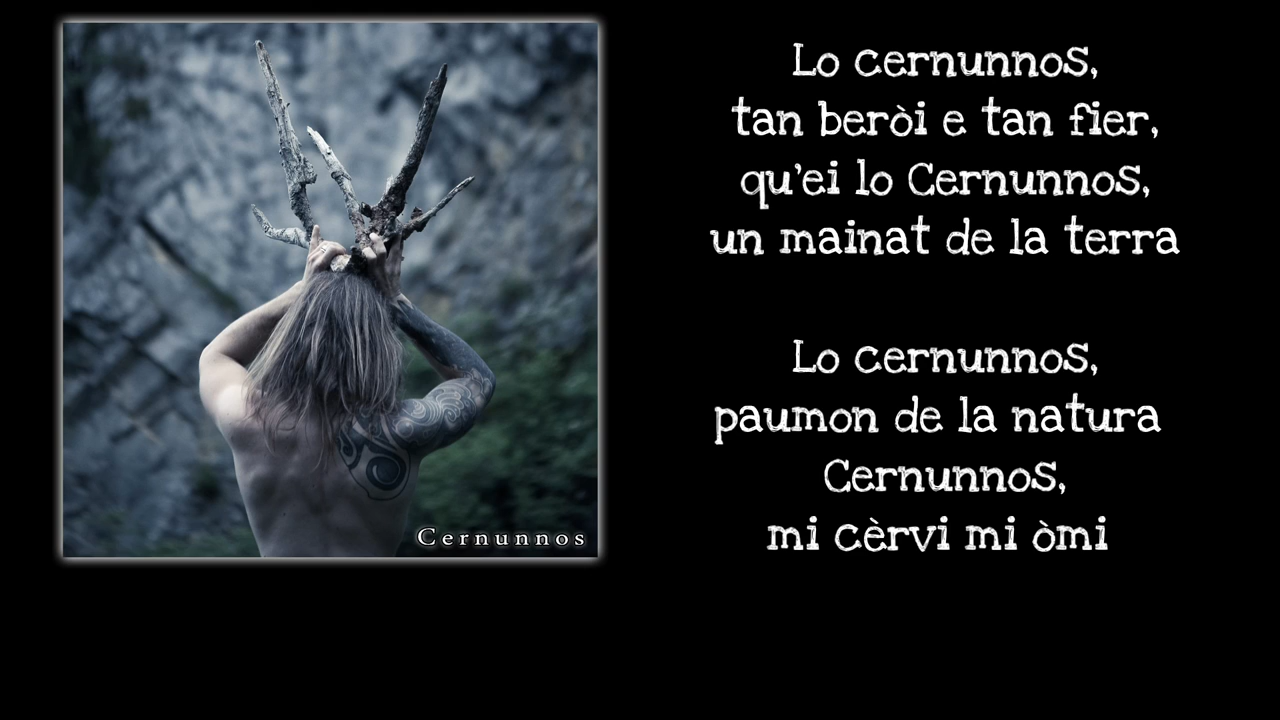 Lo cernunnos,
tan beròi e tan fier,
qu'ei lo Cernunnos,
un mainat de la terra
Lo cernunnos,
paumon de la natura
Cernunnos,
mi cèrvi mi òmi
Cernunnos